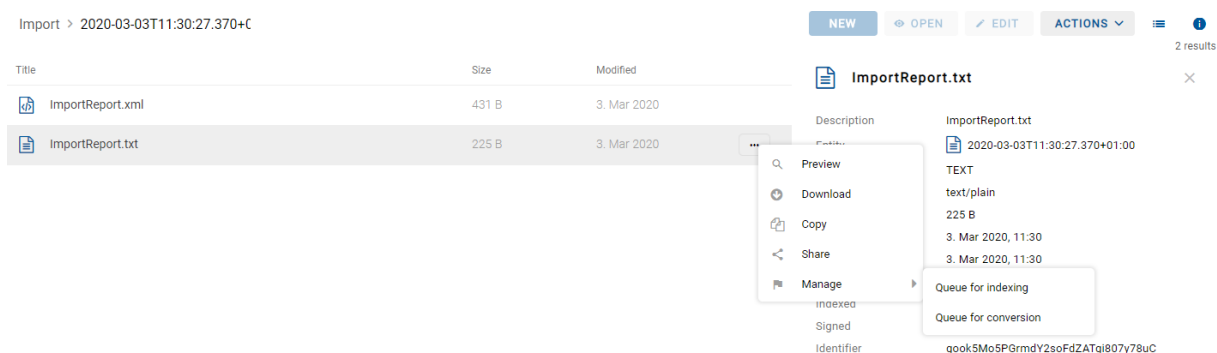 Import > 2020-03-03T11:30:27.370+0
NEW
OPEN
EDIT
ACTIONS
2 results
Title Size Modified
ImportReport.xml 431 B 3. Mar 2020
ImportReport.txt 225 B 3. Mar 2020 ...
Preview
Download
Copy
Share
Manage
Queue for indexing
Queue for conversion
ImportReport.txt
Description ImportReport.txt
Entity 2020-03-03T11:30:27.370+01:00
TEXT
text/plain
225 B
3. Mar 2020, 11:30
3. Mar 2020, 11:30
Indexed
Signed
Identifier